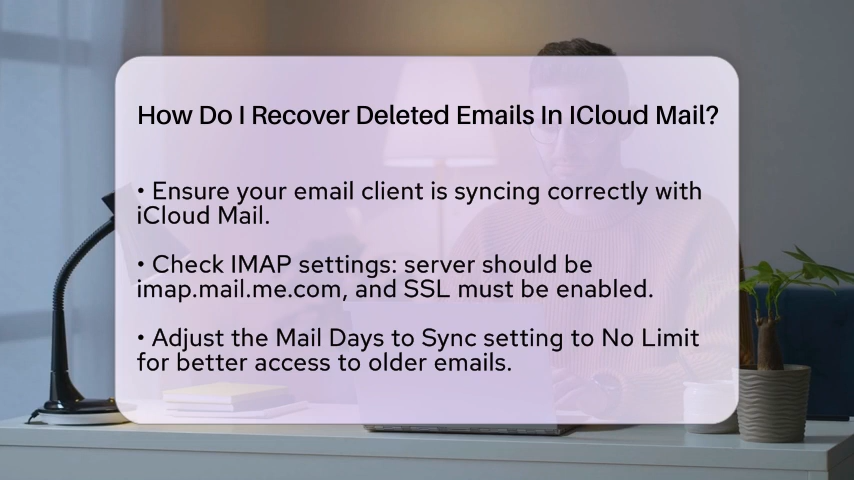 How Do I Recover Deleted Emails In ICloud Mail?
• Ensure your email client is syncing correctly with
iCloud Mail.
• Check IMAP settings: server should be
imap.mail.me.com, and SSL must be enabled.
• Adjust the Mail Days to Sync setting to No Limit
for better access to older emails.